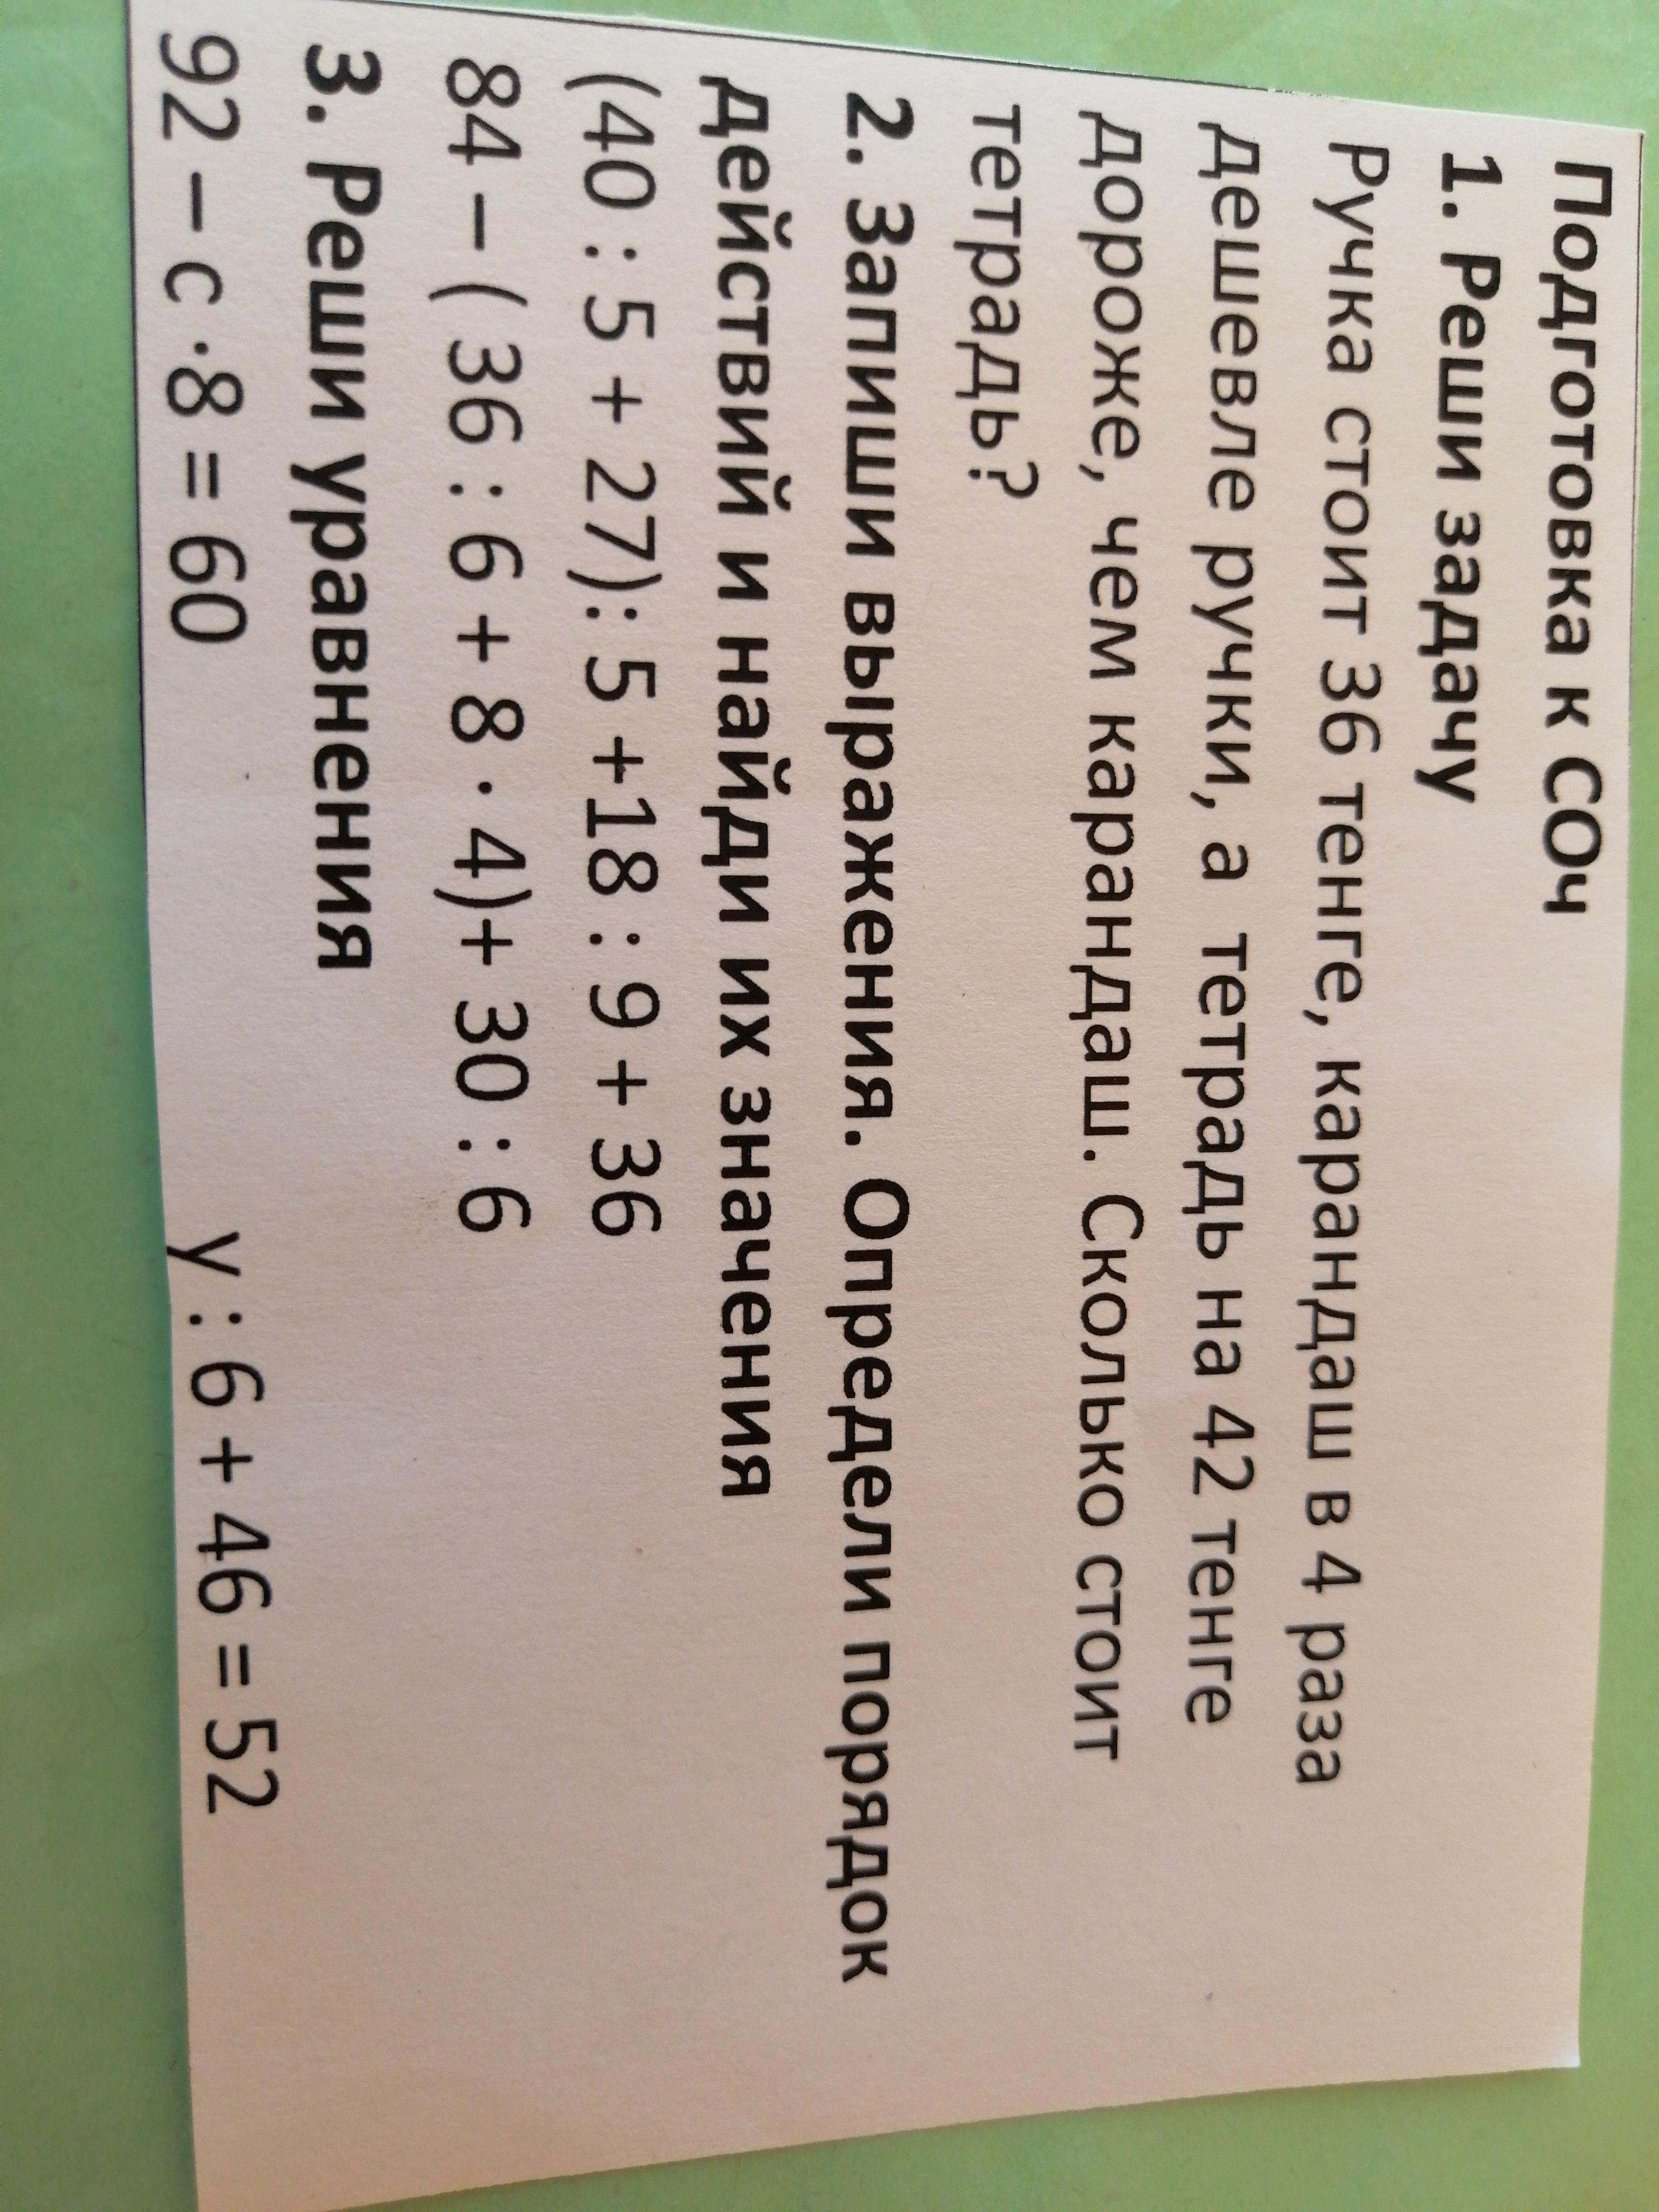 Подготовка к СОч
1. Реши задачу
Ручка стоит 36 тенге, карандаш в 4 раза
дешевле ручки, а тетрадь на 42 тенге
дороже, чем карандаш. Сколько стоит
тетрадь?
2. Запиши выражения. Определи порядок
действий и найди их значения
(40 : 5 + 27): 5 +18 : 9 + 36
84 – ( 36 : 6 + 8 · 4)+ 30 : 6
3. Реши уравнения
92 – с ·8 = 60 у : 6 + 46 = 52